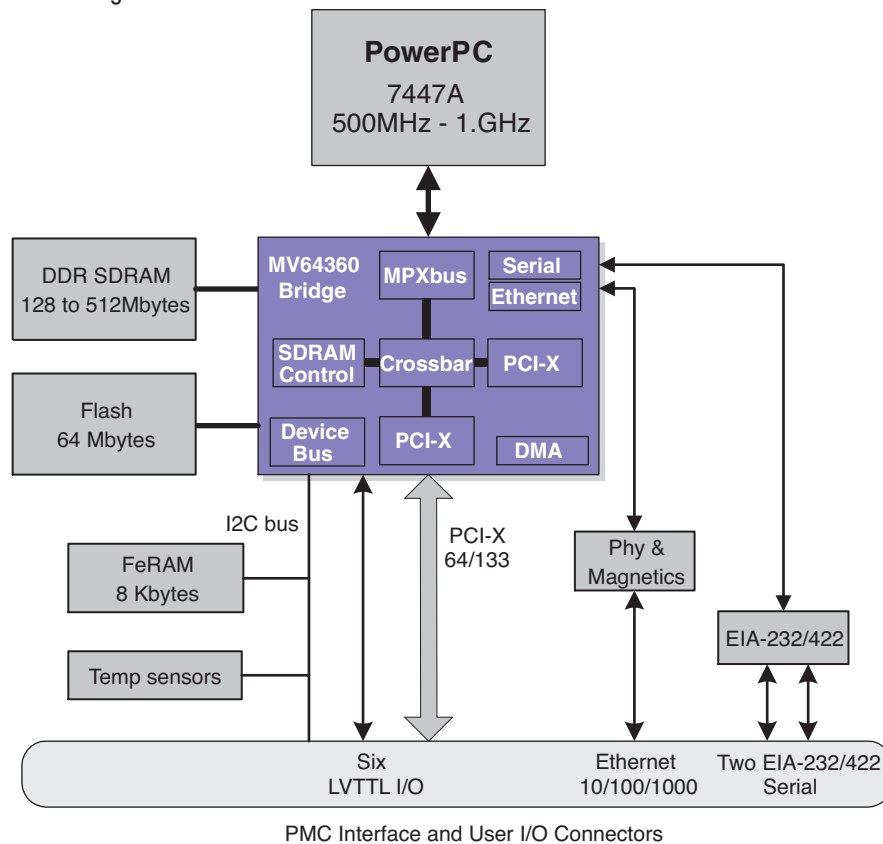 PowerPC
7447A
500MHz - 1.GHz
DDR SDRAM
128 to 512Mbytes
MV64360
Bridge
MPXbus
Serial
Ethernet
SDRAM
Control
Crossbar
PCI-X
Flash
64 Mbytes
Device
Bus
PCI-X
DMA
I2C bus
PCI-X
64/133
FeRAM
8 Kbytes
Phy &
Magnetics
EIA-232/422
Temp sensors
Six
LVTTL I/O
Ethernet
10/100/1000
Two EIA-232/422
Serial
PMC Interface and User I/O Connectors